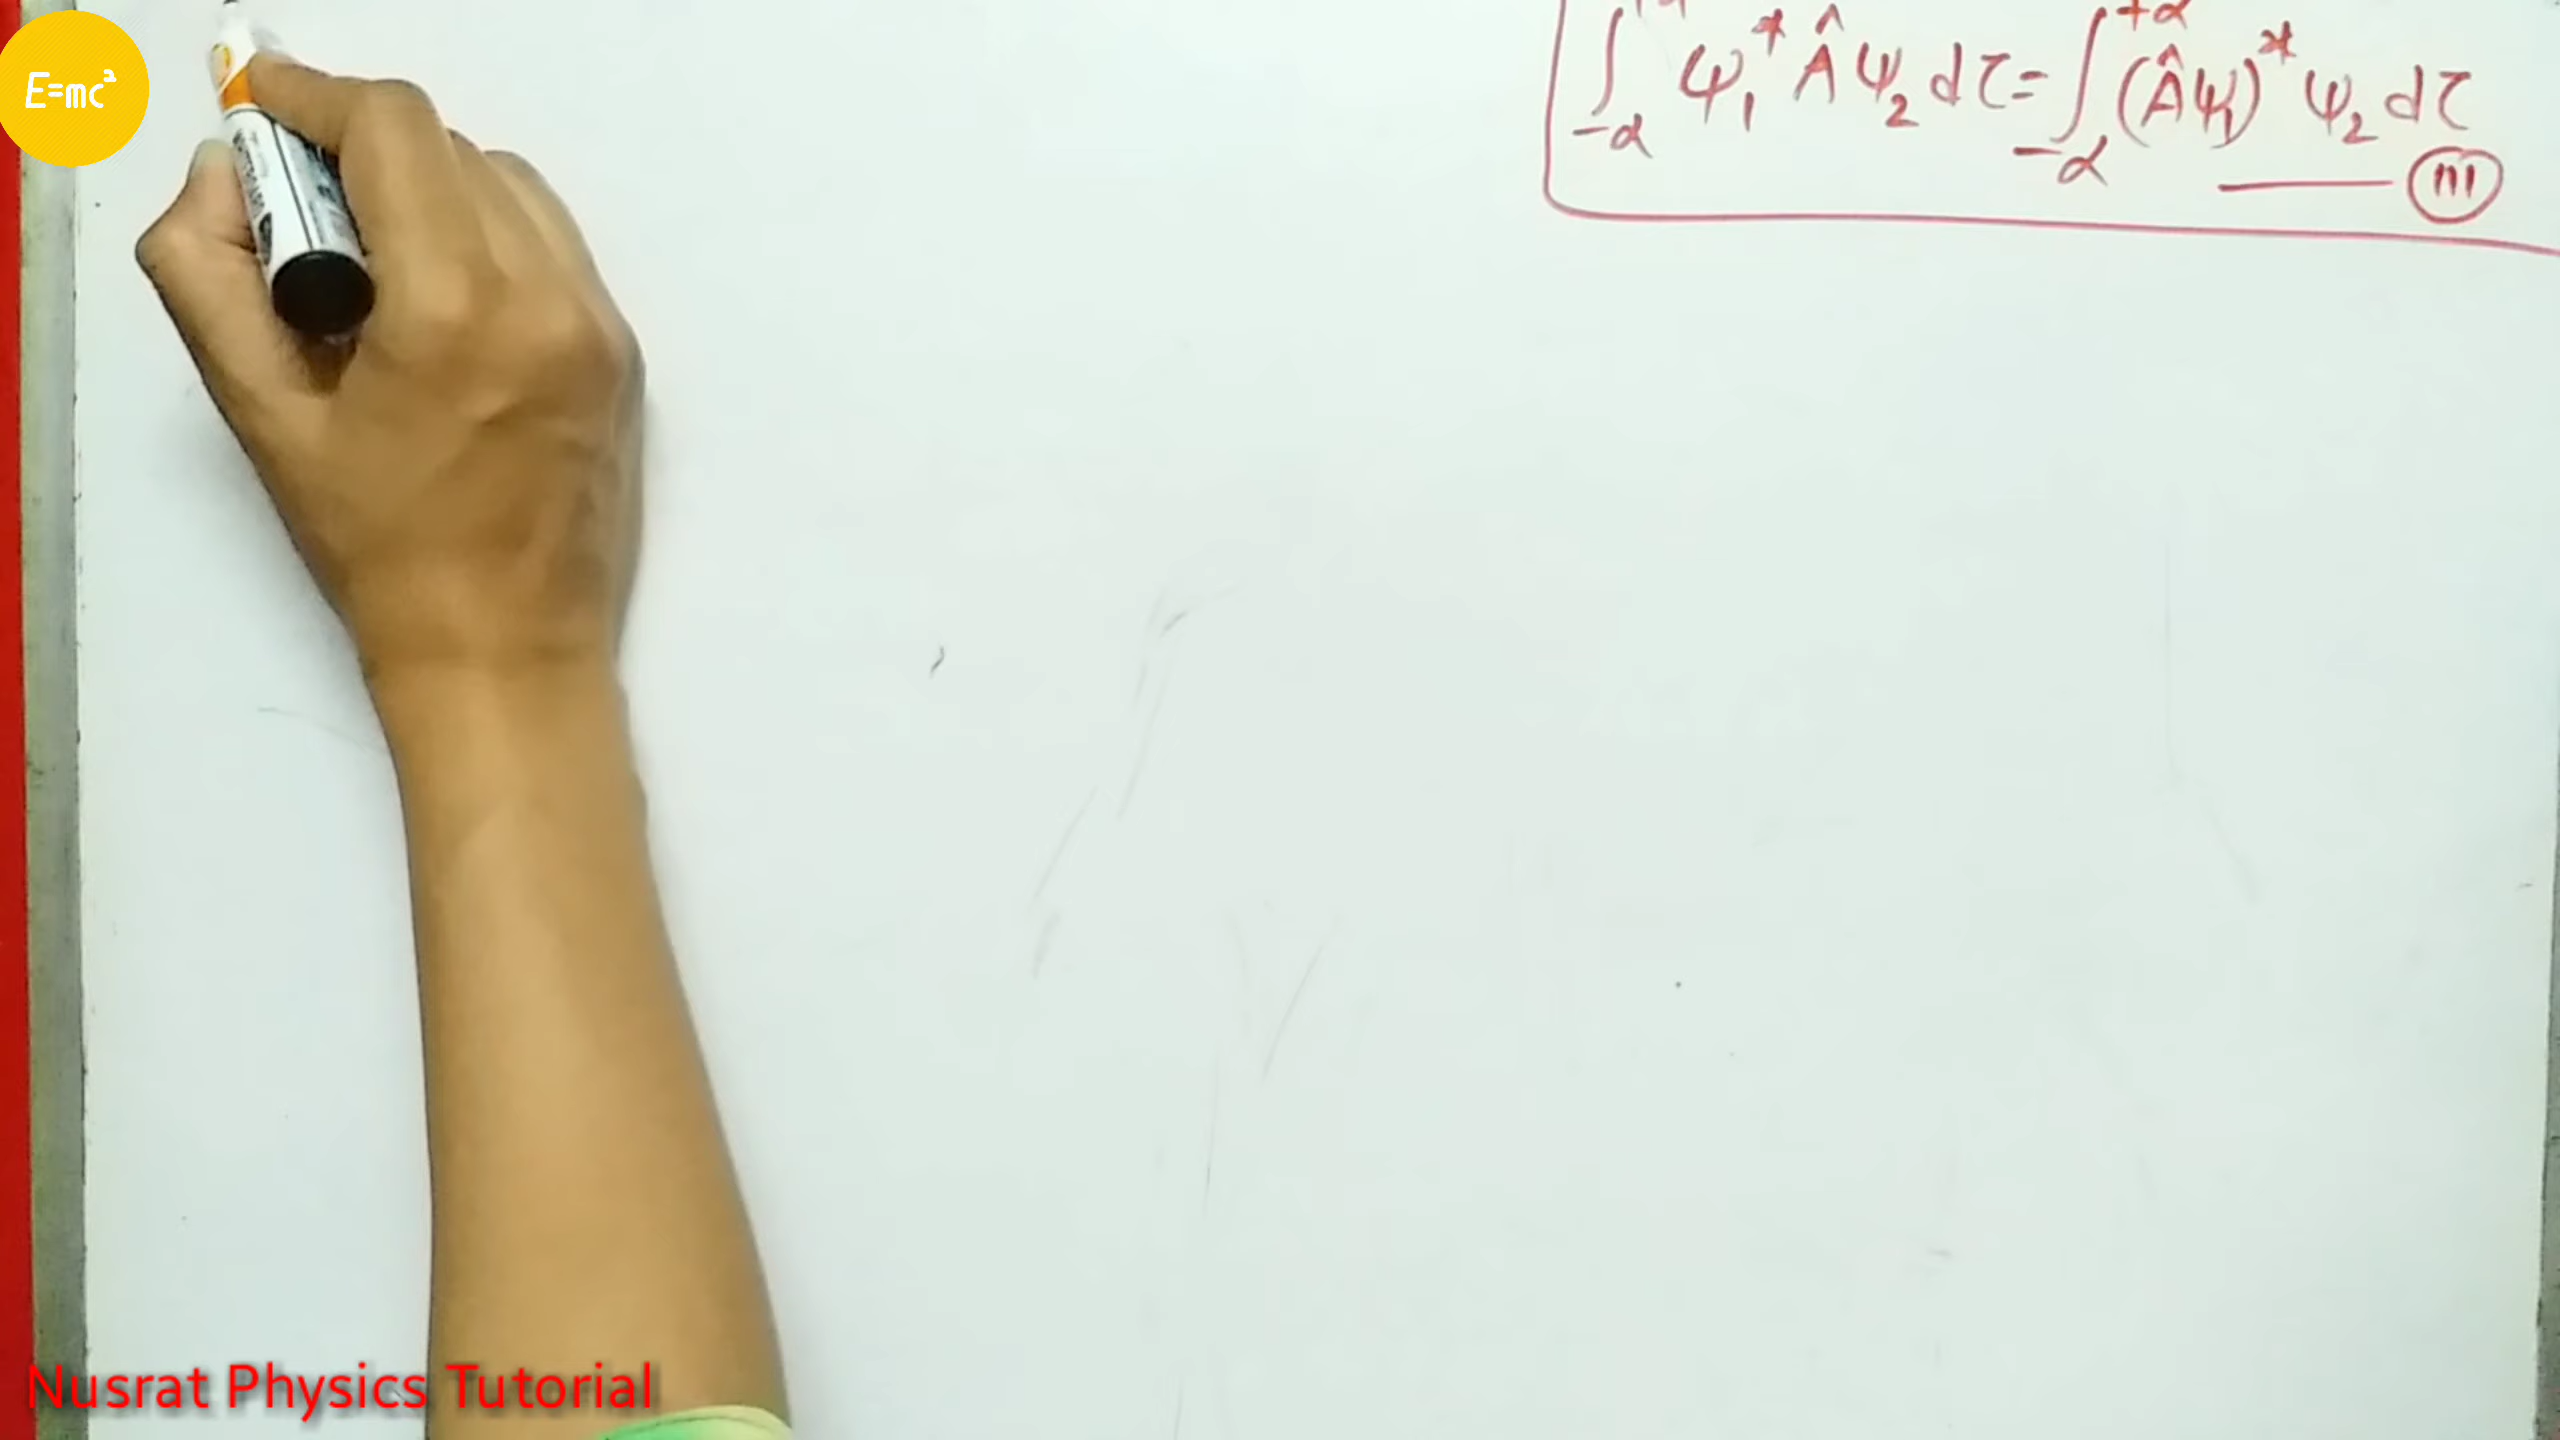 E=mc²
∫ ψ₁* Â ψ₂ dτ = ∫ (Âψ₁)* ψ₂ dτ
-α +α -α
(III)
Nusrat Physics Tutorial